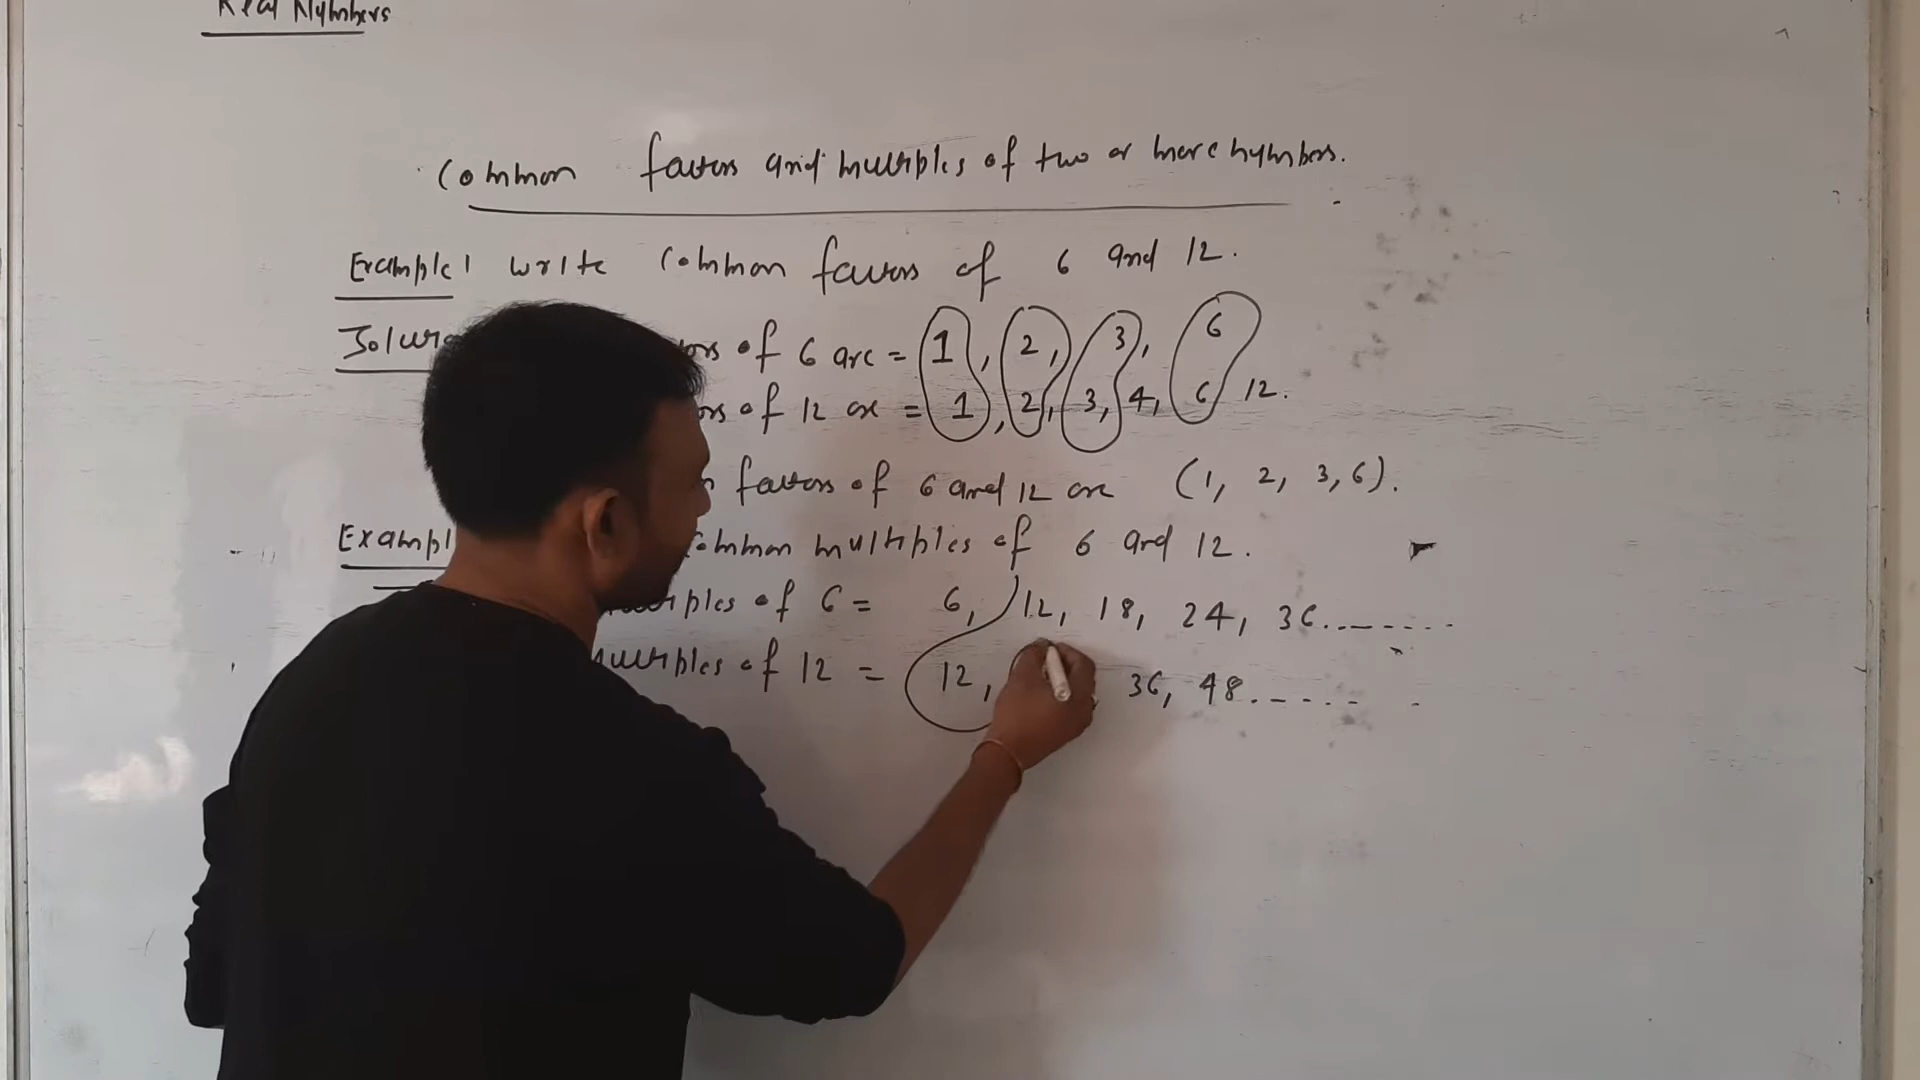 Real Numbers
Common factors and multiples of two or more numbers.
Example 1 write common factors of 6 and 12.
of 6 are = 1, 2, 3, 6
of 12 are = 1, 2, 3, 4, 6 12.
factors of 6 and 12 are (1, 2, 3, 6).
common multiples of 6 and 12.
of 6 = 6, 12, 18, 24, 36........
multiples of 12 = 12, 36, 48......